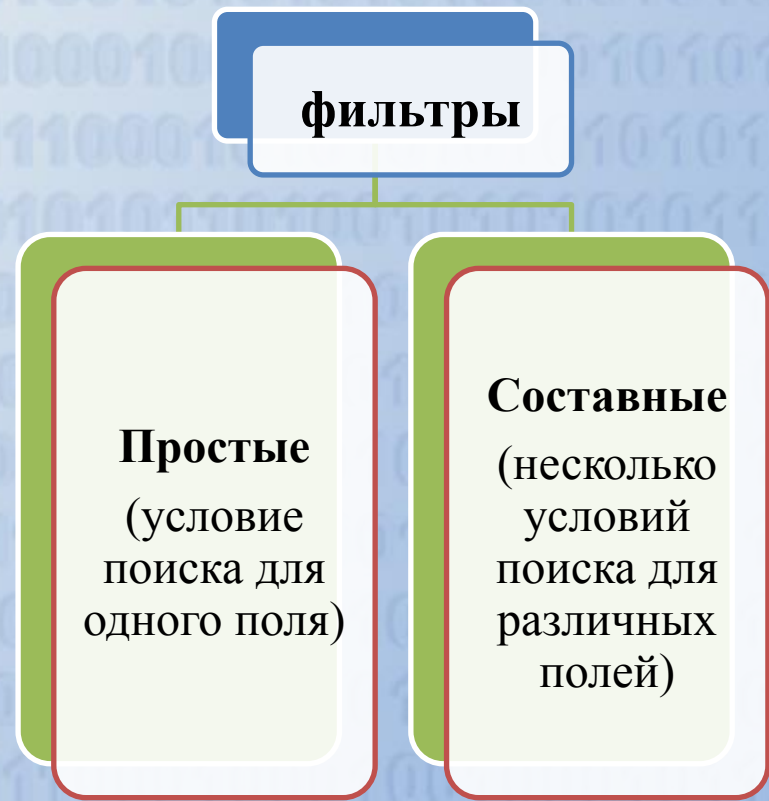 фильтры
Простые
(условие
поиска для
одного поля)
Составные
(несколько
условий
поиска для
различных
полей)